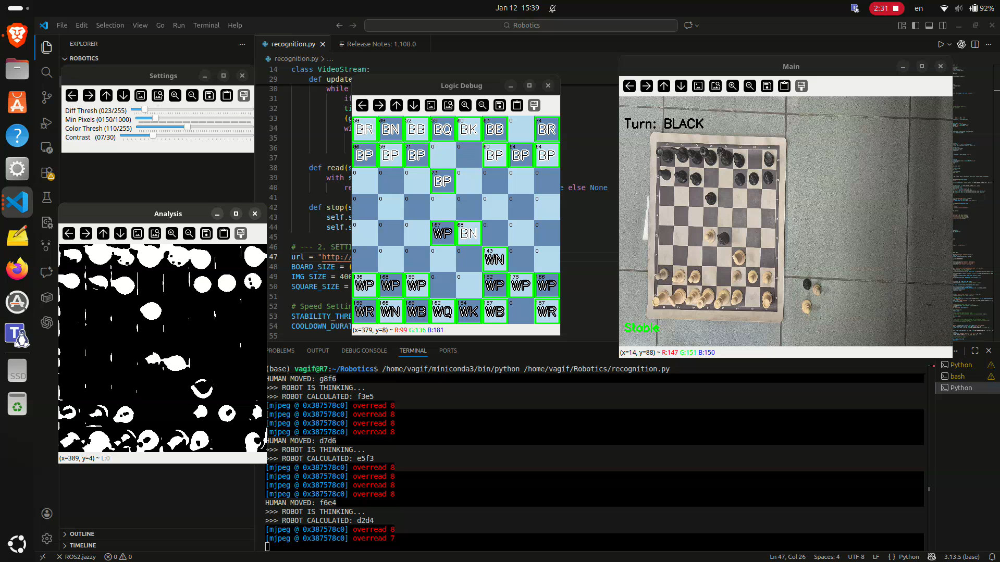 Jan 12 15:39
2:31
en
92%
File Edit Selection View Go Run Terminal Help
Robotics
EXPLORER
ROBOTICS
recognition.py
Release Notes: 1.108.0
recognition.py > ...
14 class VideoStream:
29 def update
30 while
31 if
32 ti
33 (g
34 wi
35
36
37
38 def read(s
39 with s
40 re
e else None
41
42 def stop(s
43 self.s
44 self.s
45
46 # --- 2. SETTI
47 url = "http://
48 BOARD_SIZE = (
49 IMG_SIZE = 400
50 SQUARE_SIZE =
51
52 # Speed Settin
53 STABILITY_THRE
54 COOLDOWN_DURAT
55
Settings
Diff Thresh (023/255)
Min Pixels (0150/1000)
Color Thresh (110/255)
Contrast (07/30)
Analysis
(x=389, y=4) ~ L:0
Logic Debug
58 69 52 55 60 63 0 74
BR BN BB BQ BK BB BR
86 59 71 0 0 60 64 64
BP BP BP BP BP BP
0 0 0 73 0 0 0 0
BP
0 0 0 0 0 0 0 0
0 0 0 167 68 0 0 0
WP BN
0 0 0 0 0 143 0 0
WN
136 168 159 0 0 152 175 166
WP WP WP WP WP WP
159 166 169 162 154 157 0 157
WR WN WB WQ WK WB WR
(x=379, y=8) ~ R:99 G:136 B:181
Main
Turn: BLACK
Stable
(x=14, y=88) ~ R:147 G:151 B:150
PROBLEMS OUTPUT DEBUG CONSOLE TERMINAL PORTS
(base) vagif@R7:~/Robotics$ /home/vagif/miniconda3/bin/python /home/vagif/Robotics/recognition.py
HUMAN MOVED: g8f6
>>> ROBOT IS THINKING...
>>> ROBOT CALCULATED: f3e5
[mjpeg @ 0x387578c0] overread 8
[mjpeg @ 0x387578c0] overread 8
[mjpeg @ 0x387578c0] overread 8
[mjpeg @ 0x387578c0] overread 8
HUMAN MOVED: d7d6
>>> ROBOT IS THINKING...
>>> ROBOT CALCULATED: e5f3
[mjpeg @ 0x387578c0] overread 8
[mjpeg @ 0x387578c0] overread 8
[mjpeg @ 0x387578c0] overread 8
[mjpeg @ 0x387578c0] overread 8
HUMAN MOVED: f6e4
>>> ROBOT IS THINKING...
>>> ROBOT CALCULATED: d2d4
[mjpeg @ 0x387578c0] overread 8
[mjpeg @ 0x387578c0] overread 7
Python
bash
Python
SSD
OUTLINE
TIMELINE
ROS2.jazzy
0 0
Ln 47, Col 26
Spaces: 4
UTF-8
LF
{ } Python
3.13.5 (base)